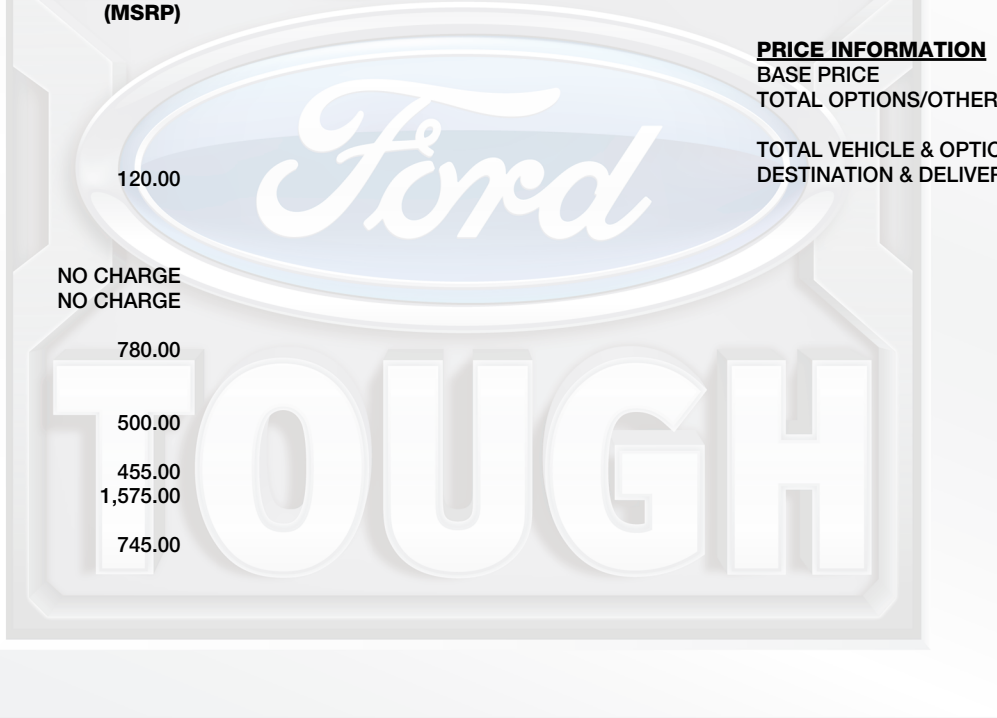 (MSRP)
120.00
NO CHARGE
NO CHARGE
780.00
500.00
455.00
1,575.00
745.00
PRICE INFORMATION
BASE PRICE
TOTAL OPTIONS/OTHER
TOTAL VEHICLE & OPTIO
DESTINATION & DELIVER
Ford
TOUGH